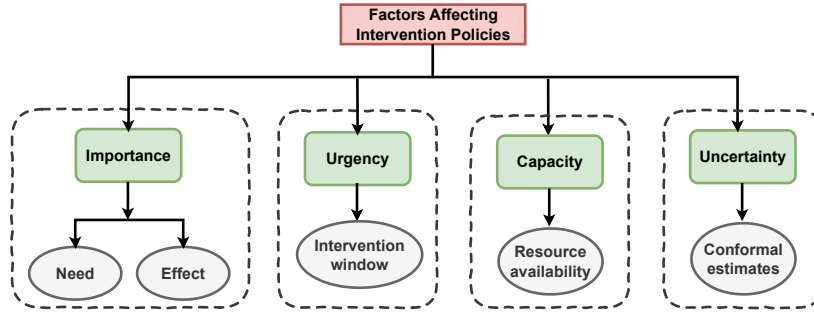 Factors Affecting
Intervention Policies
Importance
Urgency
Capacity
Uncertainty
Need
Effect
Intervention
window
Resource
availability
Conformal
estimates